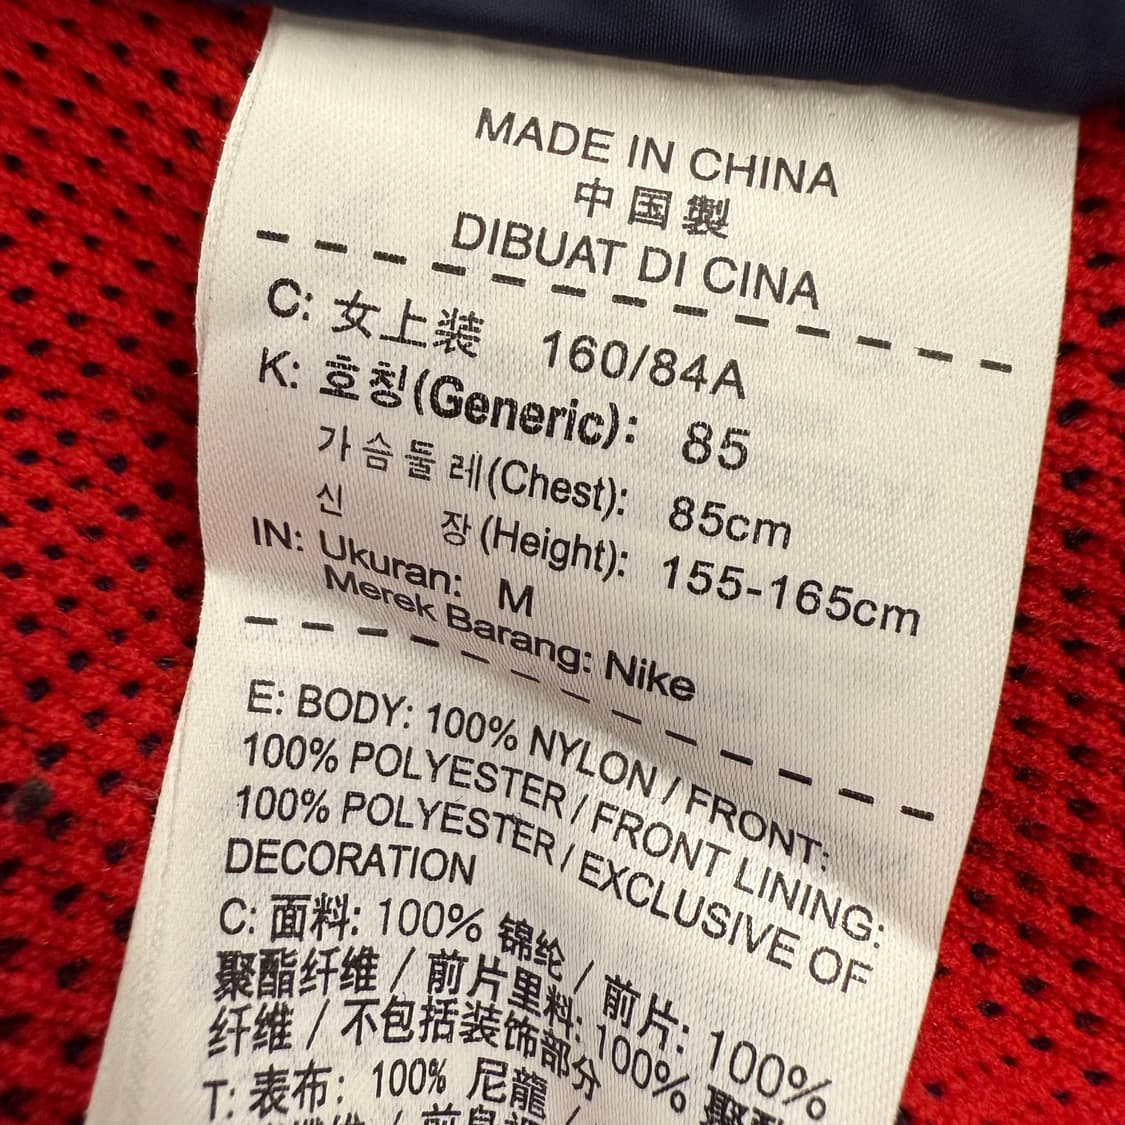 MADE IN CHINA
中国製
DIBUAT DI CINA
C: 女上装 160/84A
K: 호칭(Generic): 85
가슴둘레(Chest): 85cm
신 장(Height): 155-165cm
IN: Ukuran: M
Merek Barang: Nike
E: BODY: 100% NYLON / FRONT:
100% POLYESTER / FRONT LINING:
100% POLYESTER / EXCLUSIVE OF
DECORATION
C: 面料: 100% 锦纶 / 前片: 100%
聚酯纤维 / 前片里料: 100% 聚酯
纤维 / 不包括装饰部分
T: 表布: 100% 尼龍 /